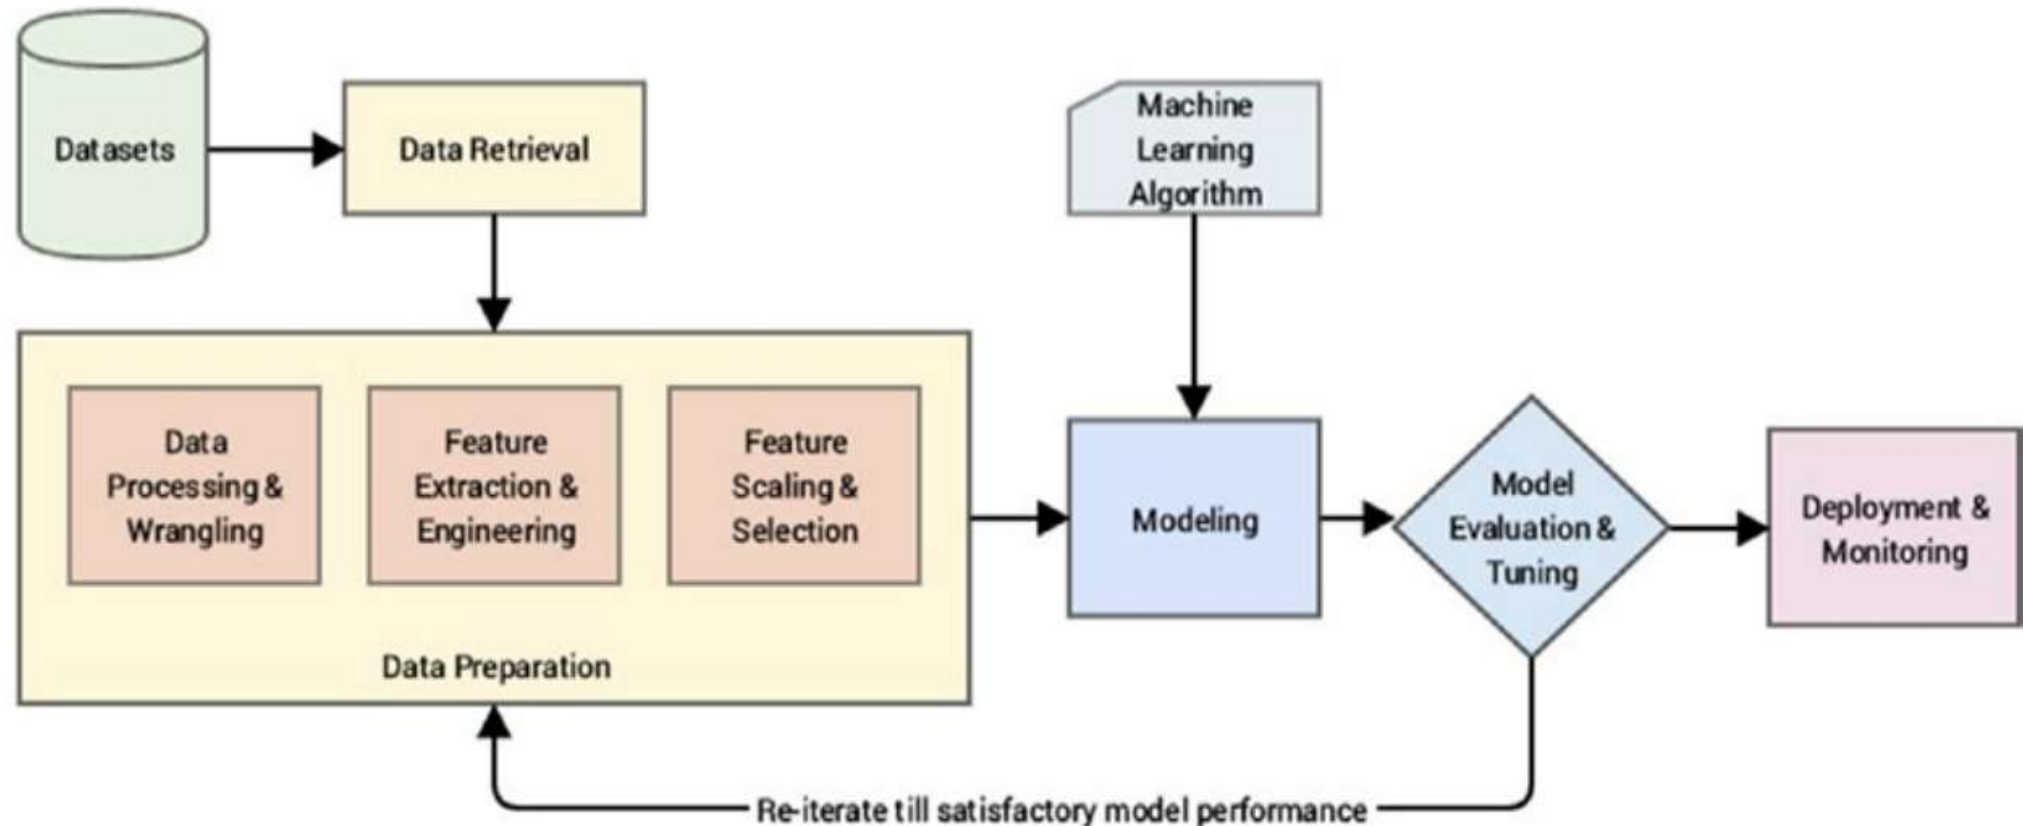 Datasets
Data Retrieval
Machine
Learning
Algorithm
Data
Processing &
Wrangling
Feature
Extraction &
Engineering
Feature
Scaling &
Selection
Data Preparation
Modeling
Model
Evaluation &
Tuning
Deployment &
Monitoring
Re-iterate till satisfactory model performance